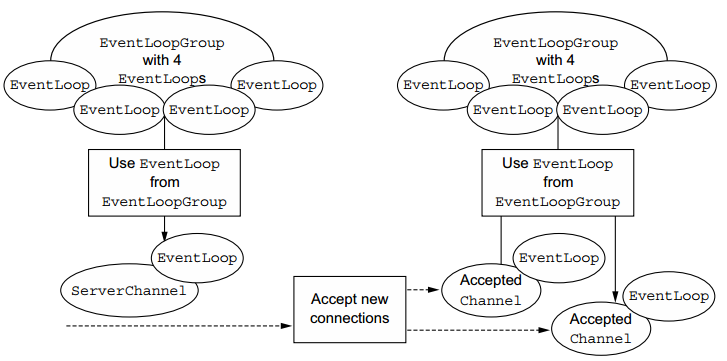 EventLoopGroup
with 4
EventLoops
EventLoop
EventLoop
EventLoop
EventLoop
Use EventLoop
from
EventLoopGroup
EventLoop
ServerChannel
EventLoopGroup
with 4
EventLoops
EventLoop
EventLoop
EventLoop
EventLoop
Use EventLoop
from
EventLoopGroup
Accept new
connections
EventLoop
Accepted
Channel
EventLoop
Accepted
Channel